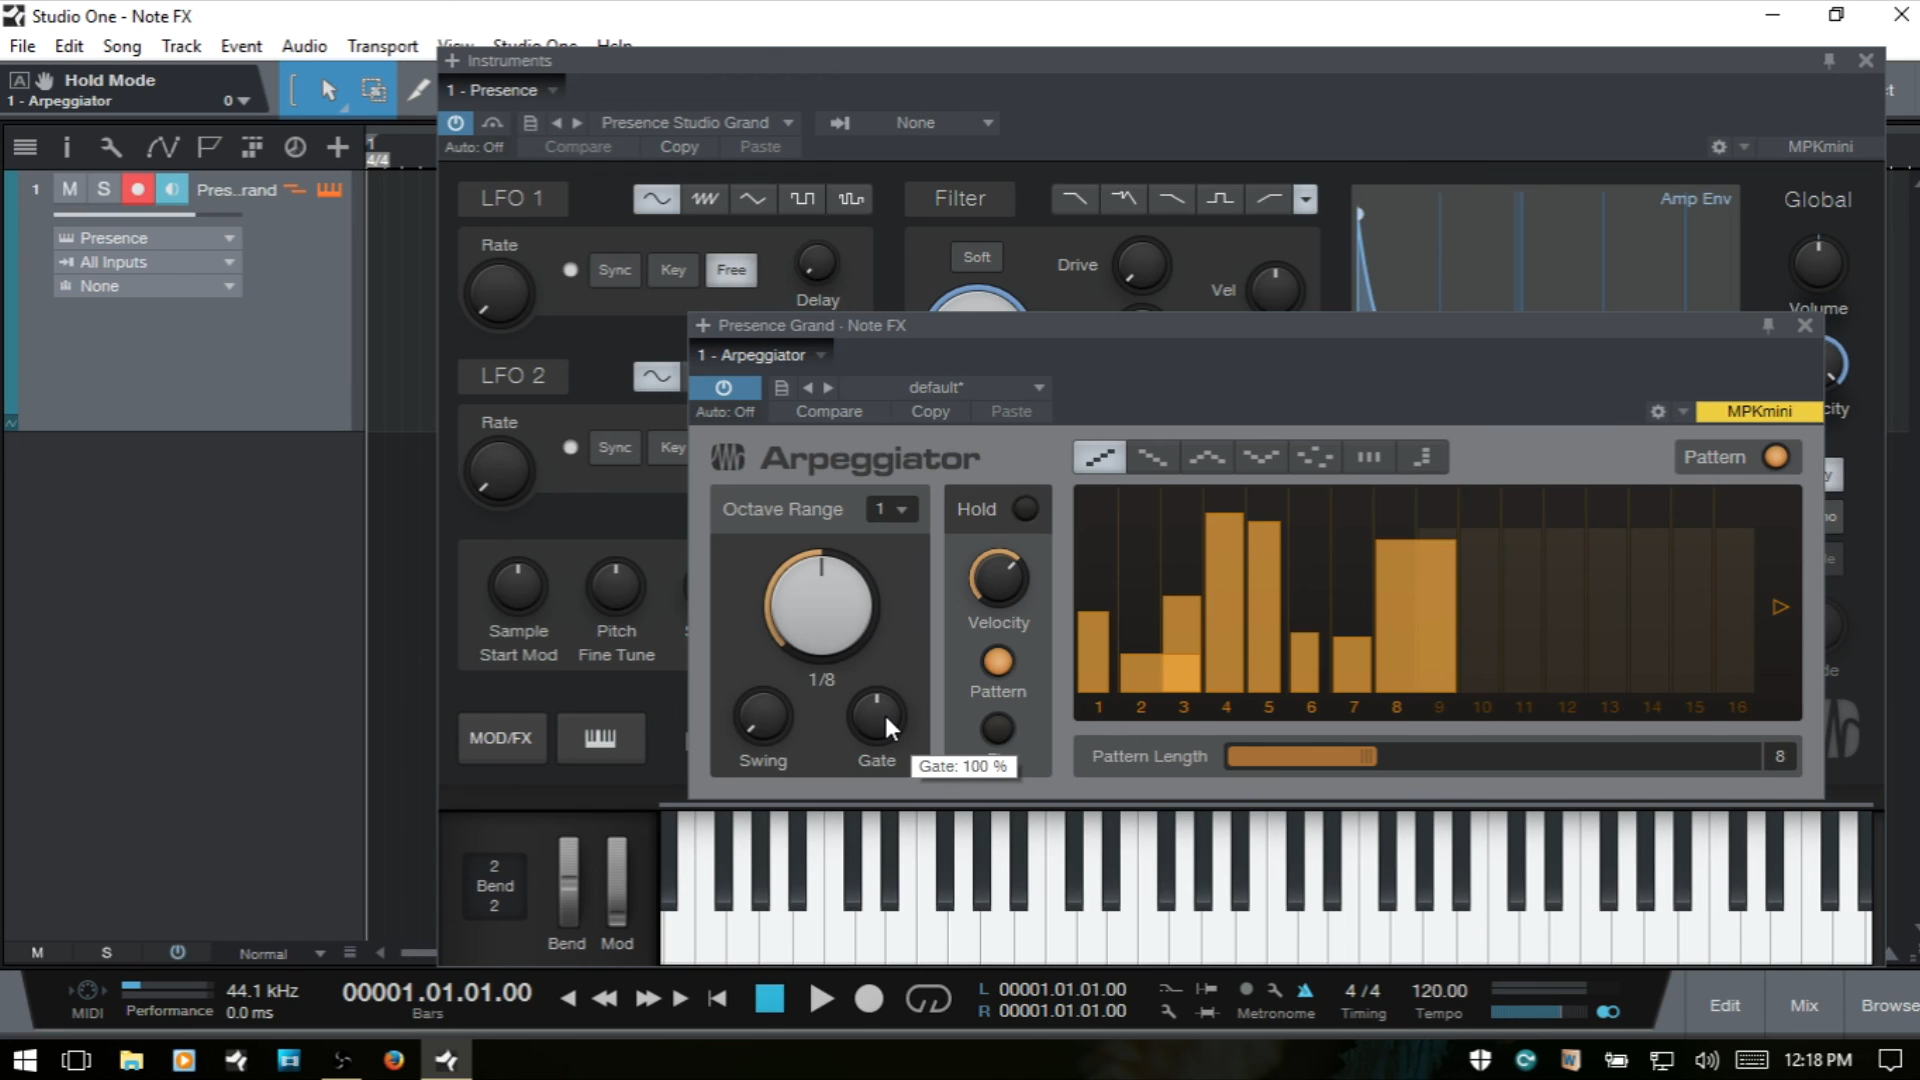 Studio One - Note FX
File Edit Song Track Event Audio Transport View Studio One Help
+ Instruments
A Hold Mode
1 - Arpeggiator 0
1 - Presence
Presence Studio Grand None
Auto: Off Compare Copy Paste MPKmini
1
4/4
1 M S Pres..rand
Presence
All Inputs
None
LFO 1 Filter Amp Env Global
Rate Sync Key Free Delay
Soft Drive Vel
Volume
+ Presence Grand - Note FX
1 - Arpeggiator
LFO 2
default*
Auto: Off Compare Copy Paste MPKmini
Rate Sync Key
Arpeggiator Pattern
Octave Range 1 Hold
Velocity
Sample Pitch
Start Mod Fine Tune
1/8 Pattern
1 2 3 4 5 6 7 8 9 10 11 12 13 14 15 16
MOD/FX
Swing Gate Gate: 100 %
Pattern Length 8
2
Bend
2
Bend Mod
M S Normal
MIDI Performance 44.1 kHz
0.0 ms
00001.01.01.00
Bars
L 00001.01.01.00
R 00001.01.01.00
Metronome
4 / 4
Timing
120.00
Tempo
Edit Mix Browse
12:18 PM